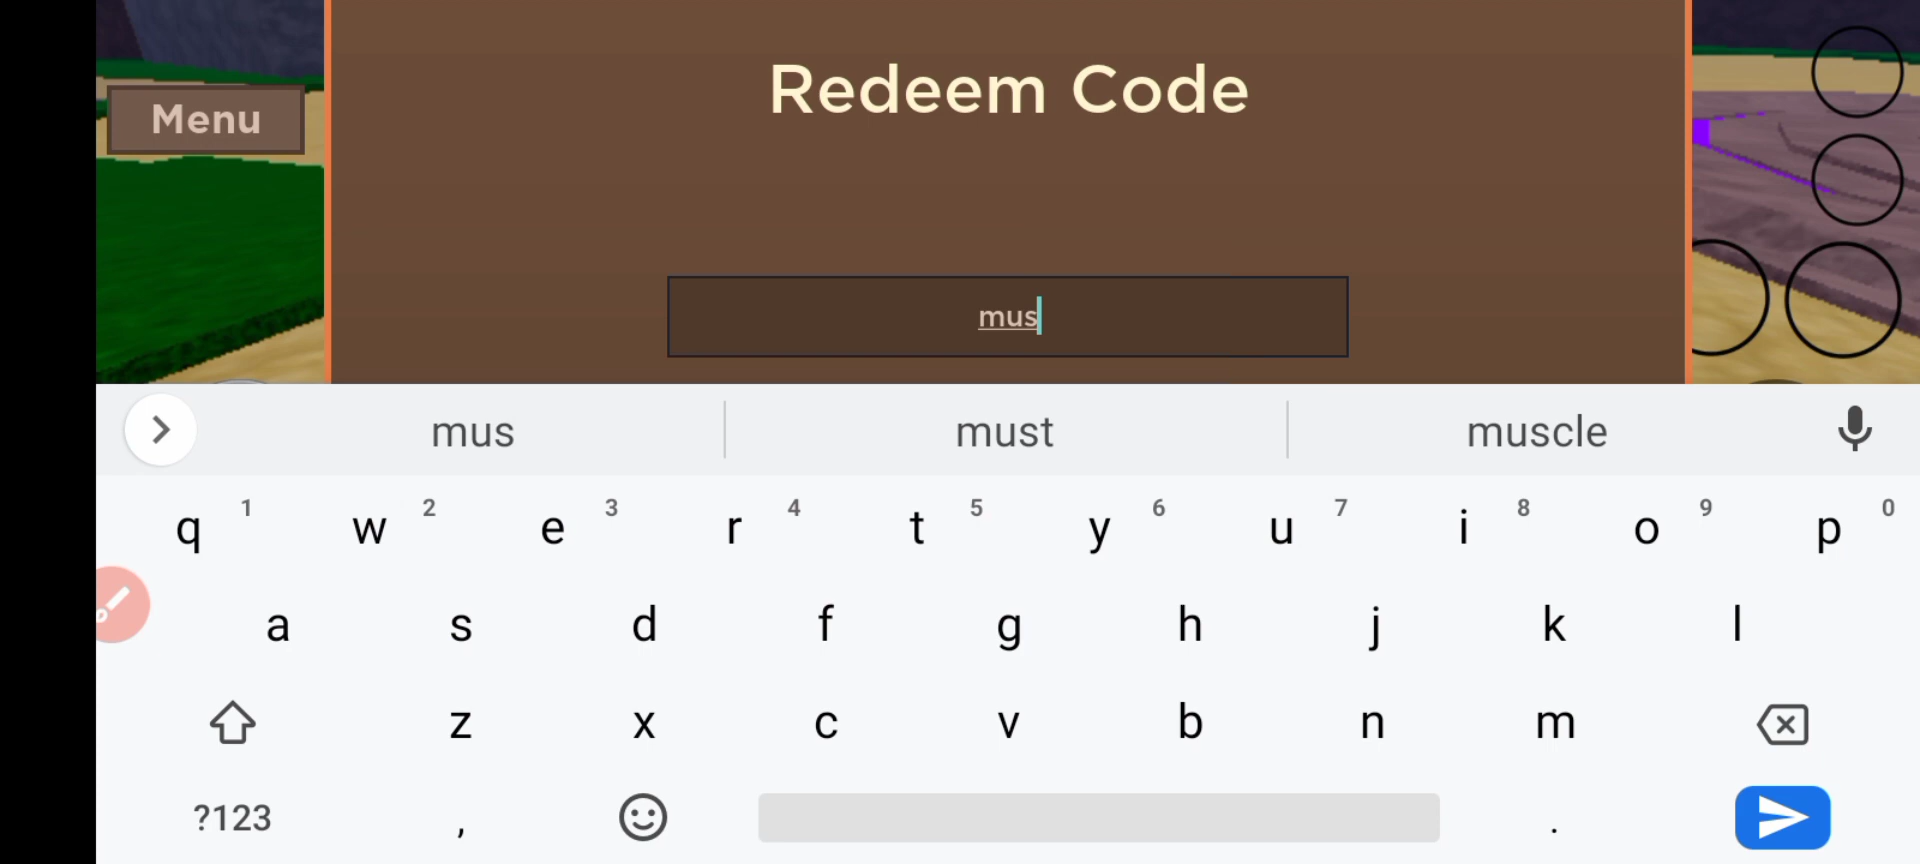 Redeem Code
Menu
mus
mus must muscle
q 1 w 2 e 3 r 4 t 5 y 6 u 7 i 8 o 9 p 0
a s d f g h j k l
z x c v b n m
?123 , .